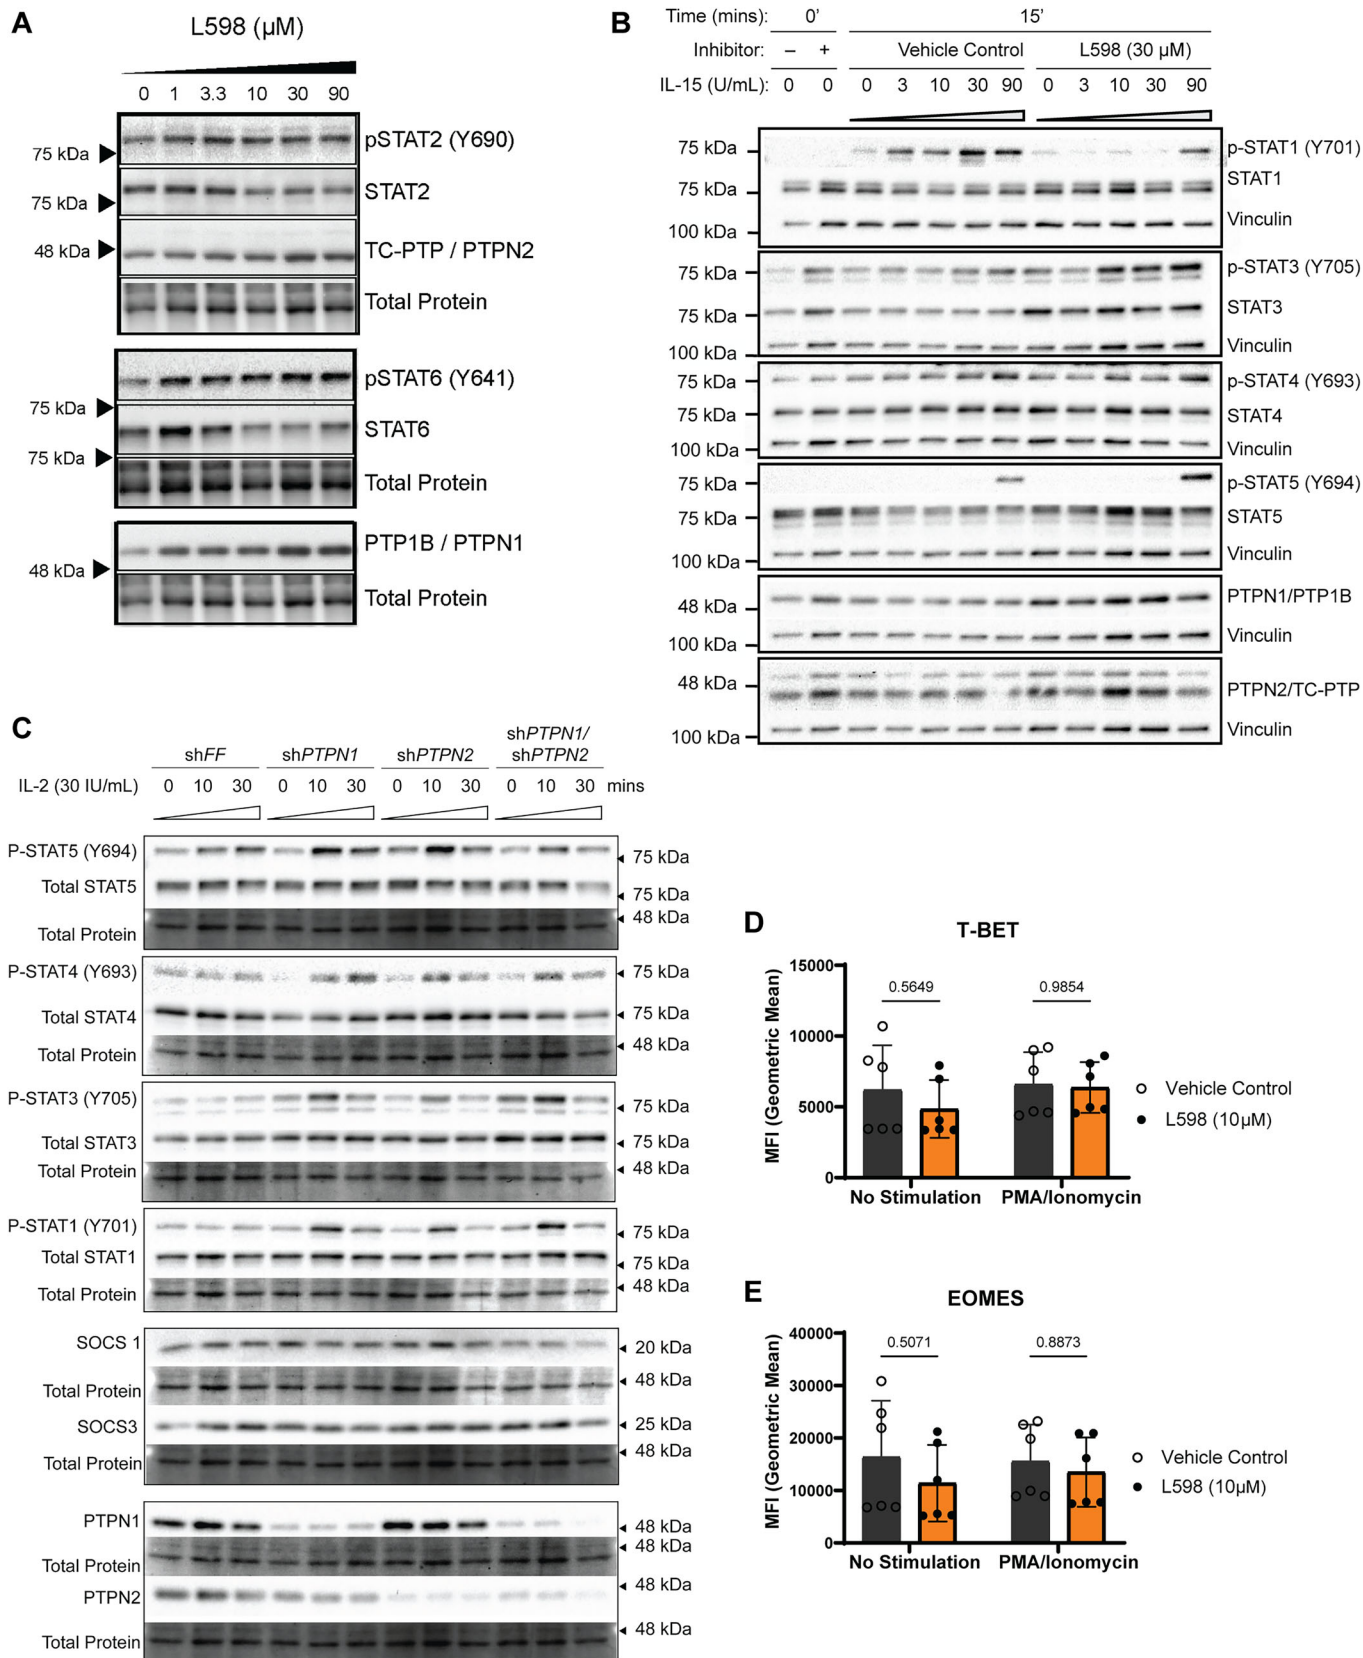 A
L598 (µM)
0 1 3.3 10 30 90
pSTAT2 (Y690)
75 kDa
STAT2
75 kDa
48 kDa
TC-PTP / PTPN2
Total Protein
pSTAT6 (Y641)
75 kDa
STAT6
75 kDa
Total Protein
PTP1B / PTPN1
48 kDa
Total Protein
B
Time (mins): 0' 15'
Inhibitor: – + Vehicle Control L598 (30 µM)
IL-15 (U/mL): 0 0 0 3 10 30 90 0 3 10 30 90
75 kDa p-STAT1 (Y701)
75 kDa STAT1
100 kDa Vinculin
75 kDa p-STAT3 (Y705)
75 kDa STAT3
100 kDa Vinculin
75 kDa p-STAT4 (Y693)
75 kDa STAT4
100 kDa Vinculin
75 kDa p-STAT5 (Y694)
75 kDa STAT5
100 kDa Vinculin
48 kDa PTPN1/PTP1B
100 kDa Vinculin
48 kDa PTPN2/TC-PTP
100 kDa Vinculin
C
shFF shPTPN1 shPTPN2 shPTPN1/
shPTPN2
IL-2 (30 IU/mL) 0 10 30 0 10 30 0 10 30 0 10 30 mins
P-STAT5 (Y694) 75 kDa
Total STAT5 75 kDa
Total Protein 48 kDa
P-STAT4 (Y693) 75 kDa
Total STAT4 75 kDa
Total Protein 48 kDa
P-STAT3 (Y705) 75 kDa
Total STAT3 75 kDa
Total Protein 48 kDa
P-STAT1 (Y701) 75 kDa
Total STAT1 75 kDa
Total Protein 48 kDa
SOCS 1 20 kDa
Total Protein 48 kDa
SOCS3 25 kDa
Total Protein 48 kDa
PTPN1 48 kDa
Total Protein 48 kDa
PTPN2 48 kDa
Total Protein 48 kDa
D
T-BET
MFI (Geometric Mean)
15000
10000
5000
0
0.5649 0.9854
No Stimulation PMA/Ionomycin
Vehicle Control
L598 (10µM)
E
EOMES
MFI (Geometric Mean)
40000
30000
20000
10000
0
0.5071 0.8873
No Stimulation PMA/Ionomycin
Vehicle Control
L598 (10µM)